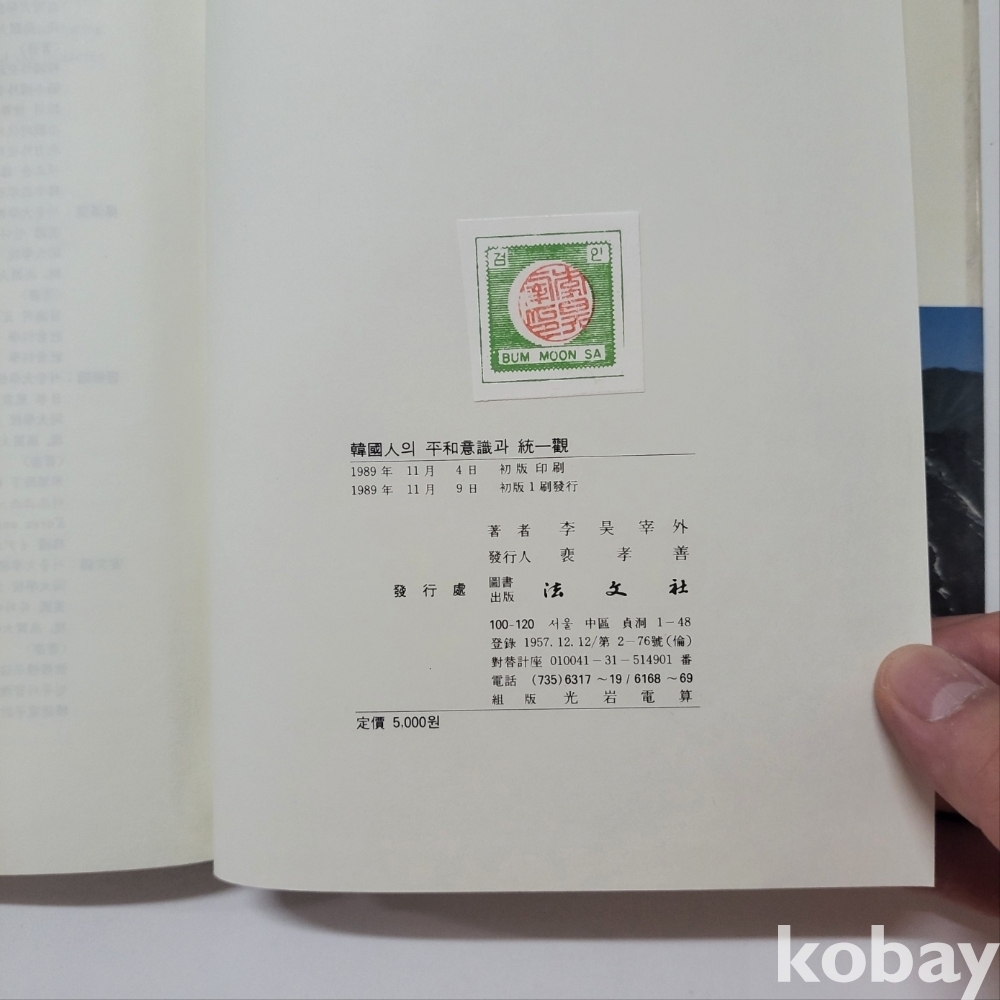 검 인
BUM MOON SA
韓國人의 平和意識과 統一觀
1989年 11月 4日 初版 印刷
1989年 11月 9日 初版 1刷發行
著者 李昊宰外
發行人 裵孝善
發行處 圖書出版 法文社
100-120 서울 中區 貞洞 1-48
登錄 1957.12.12/第 2-76號(倫)
對替計座 010041-31-514901 番
電話 (735)6317~19/6168~69
組版 光岩電算
定價 5,000원
kobay